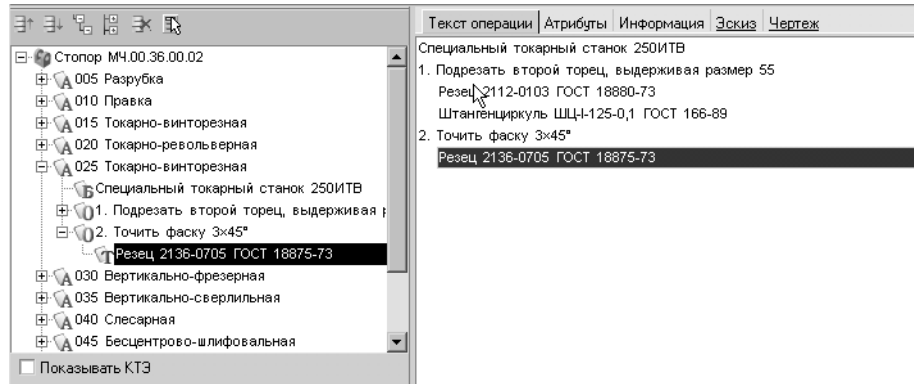 Стопор МЧ.00.36.00.02
А 005 Разрубка
А 010 Правка
А 015 Токарно-винторезная
А 020 Токарно-револьверная
А 025 Токарно-винторезная
Б Специальный токарный станок 250ИТВ
О 1. Подрезать второй торец, выдерживая р
О 2. Точить фаску 3×45°
Т Резец 2136-0705 ГОСТ 18875-73
А 030 Вертикально-фрезерная
А 035 Вертикально-сверлильная
А 040 Слесарная
А 045 Бесцентрово-шлифовальная
Показывать КТЭ
Текст операции Атрибуты Информация Эскиз Чертеж
Специальный токарный станок 250ИТВ
1. Подрезать второй торец, выдерживая размер 55
Резец 2112-0103 ГОСТ 18880-73
Штангенциркуль ШЦ-I-125-0,1 ГОСТ 166-89
2. Точить фаску 3×45°
Резец 2136-0705 ГОСТ 18875-73